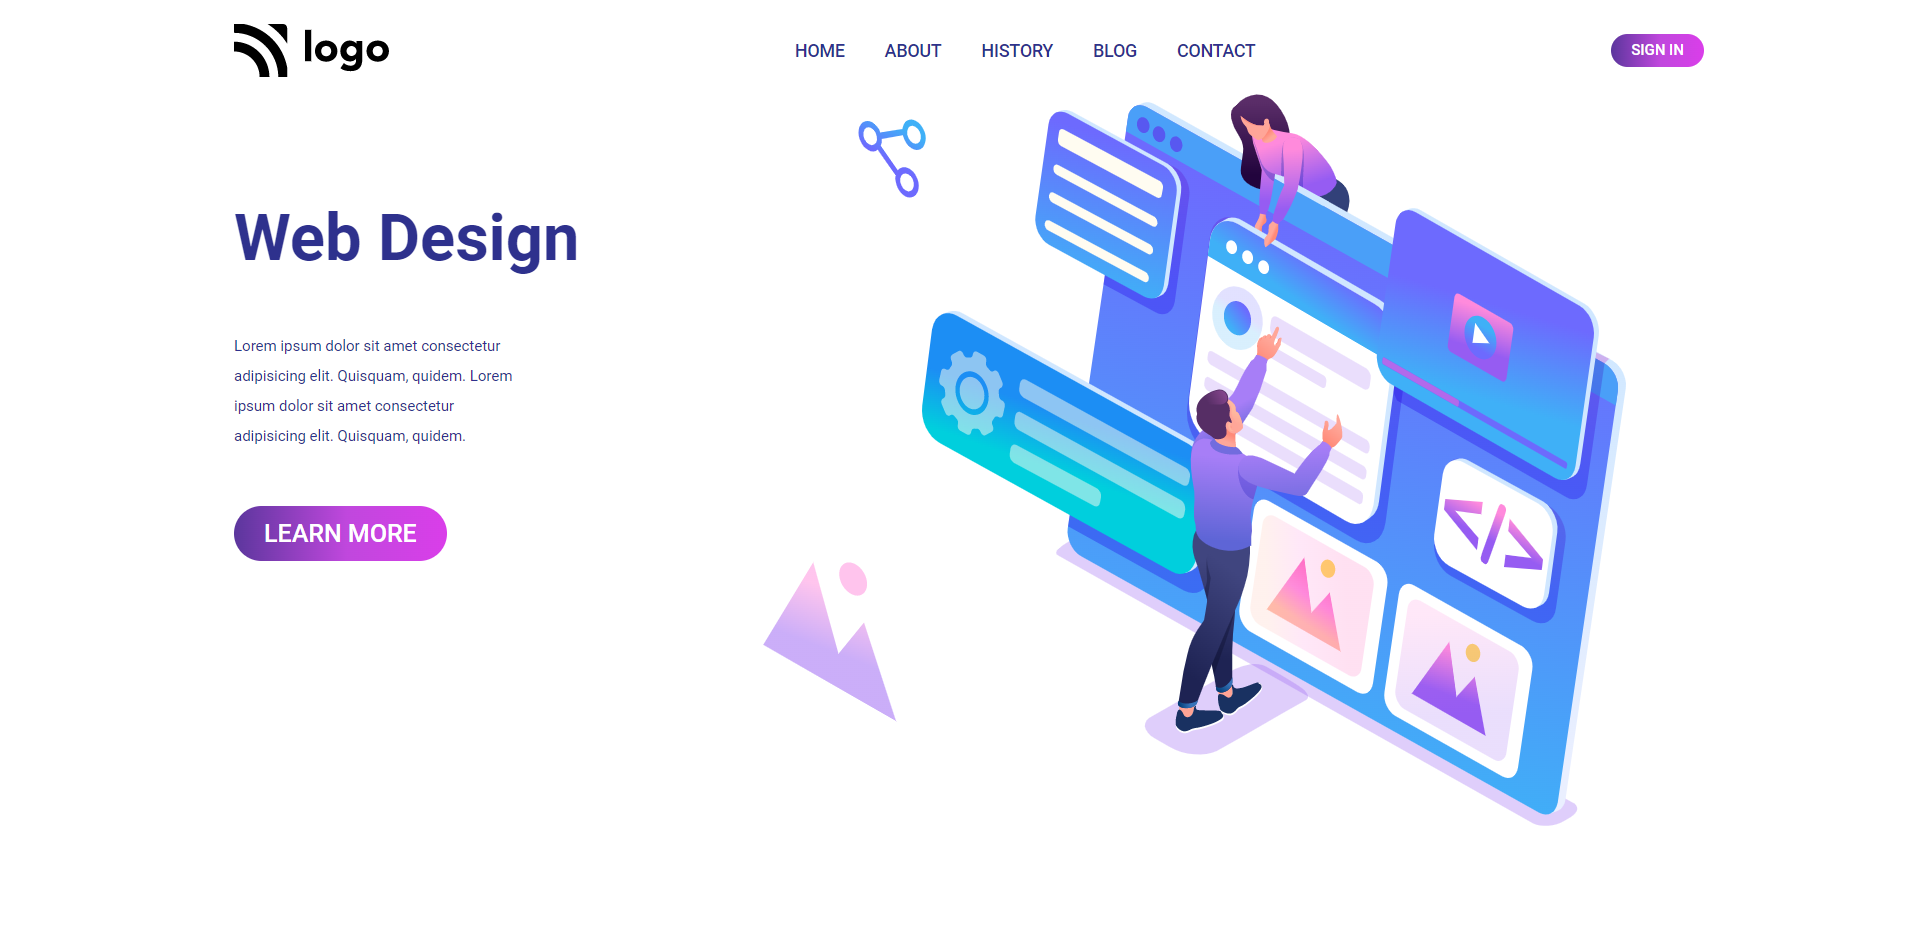 logo
HOME ABOUT HISTORY BLOG CONTACT
SIGN IN
Web Design
Lorem ipsum dolor sit amet consectetur
adipisicing elit. Quisquam, quidem. Lorem
ipsum dolor sit amet consectetur
adipisicing elit. Quisquam, quidem.
LEARN MORE